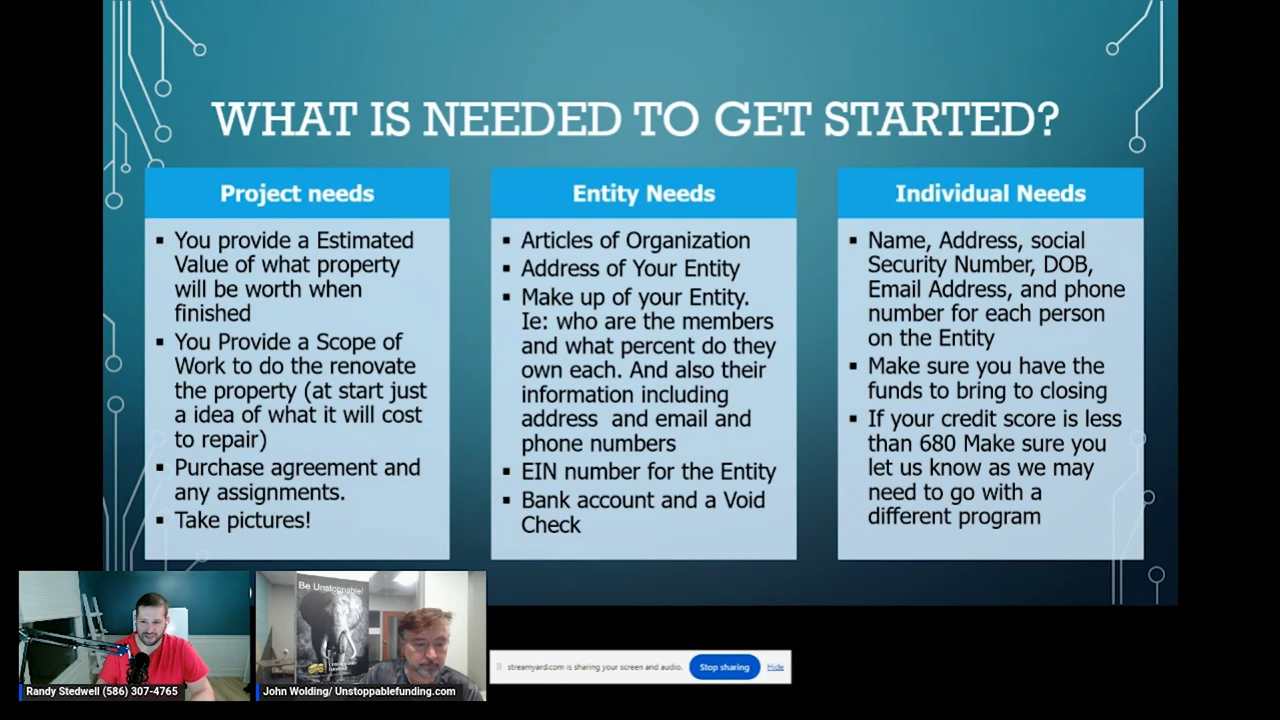 WHAT IS NEEDED TO GET STARTED?
Project needs
▪ You provide a Estimated
Value of what property
will be worth when
finished
▪ You Provide a Scope of
Work to do the renovate
the property (at start just
a idea of what it will cost
to repair)
▪ Purchase agreement and
any assignments.
▪ Take pictures!
Entity Needs
▪ Articles of Organization
▪ Address of Your Entity
▪ Make up of your Entity.
Ie: who are the members
and what percent do they
own each. And also their
information including
address and email and
phone numbers
▪ EIN number for the Entity
▪ Bank account and a Void
Check
Individual Needs
▪ Name, Address, social
Security Number, DOB,
Email Address, and phone
number for each person
on the Entity
▪ Make sure you have the
funds to bring to closing
▪ If your credit score is less
than 680 Make sure you
let us know as we may
need to go with a
different program
Be Unstoppable!
Randy Stedwell (586) 307-4765
John Wolding/ Unstoppablefunding.com
streamyard.com is sharing your screen and audio.
Stop sharing
Hide